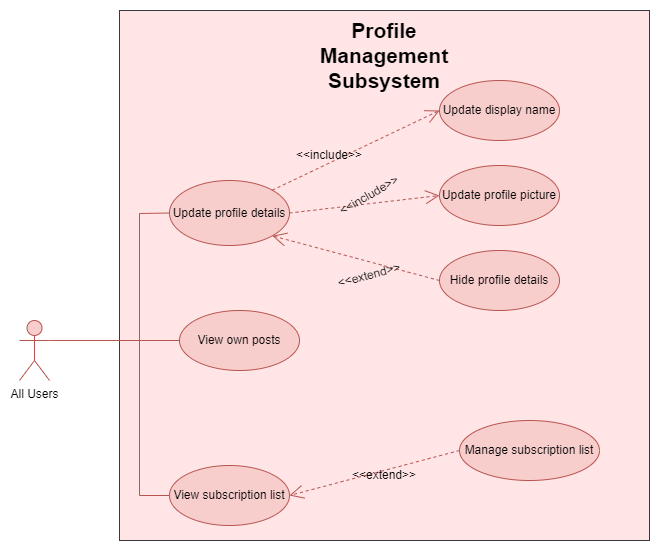 Profile
Management
Subsystem
Update display name
<<include>>
Update profile picture
<<include>>
Update profile details
Hide profile details
<<extend>>
View own posts
All Users
Manage subscription list
<<extend>>
View subscription list